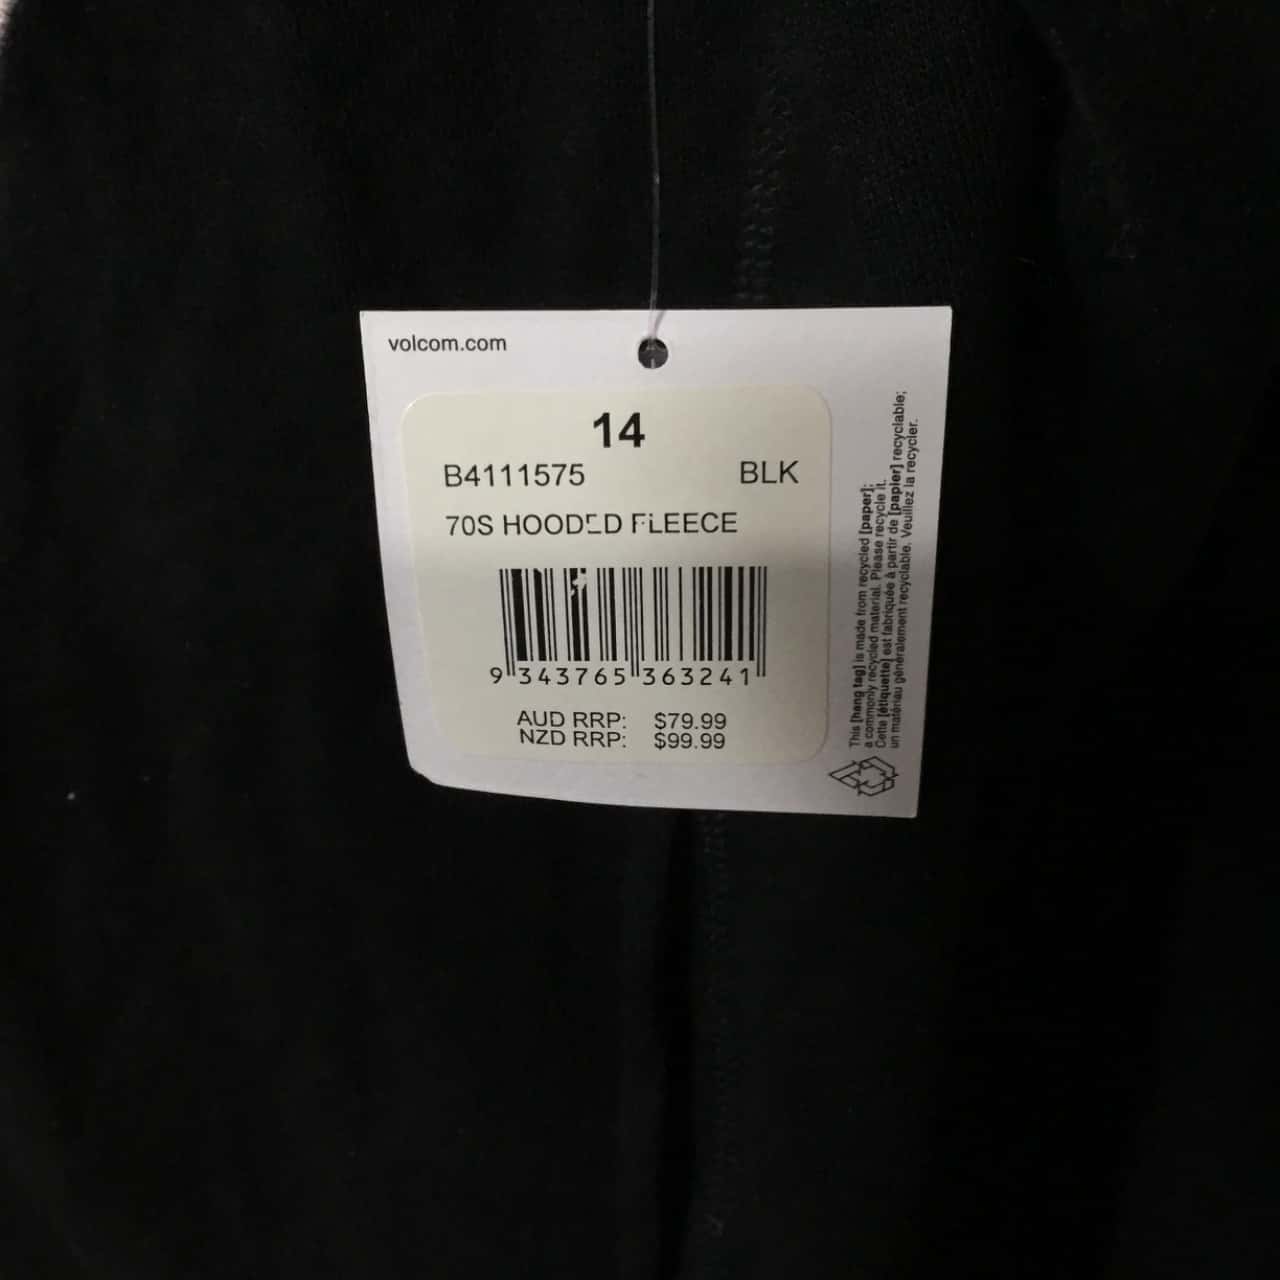 volcom.com
14
B4111575 BLK
70S HOODED FLEECE
9 343765 363241
AUD RRP: $79.99
NZD RRP: $99.99
This [hang tag] is made from recycled [paper];
a commonly recycled material. Please recycle it.
Cette [étiquette] est fabriquée à partir de [papier] recyclable;
un matériau généralement recyclable. Veuillez la recycler.